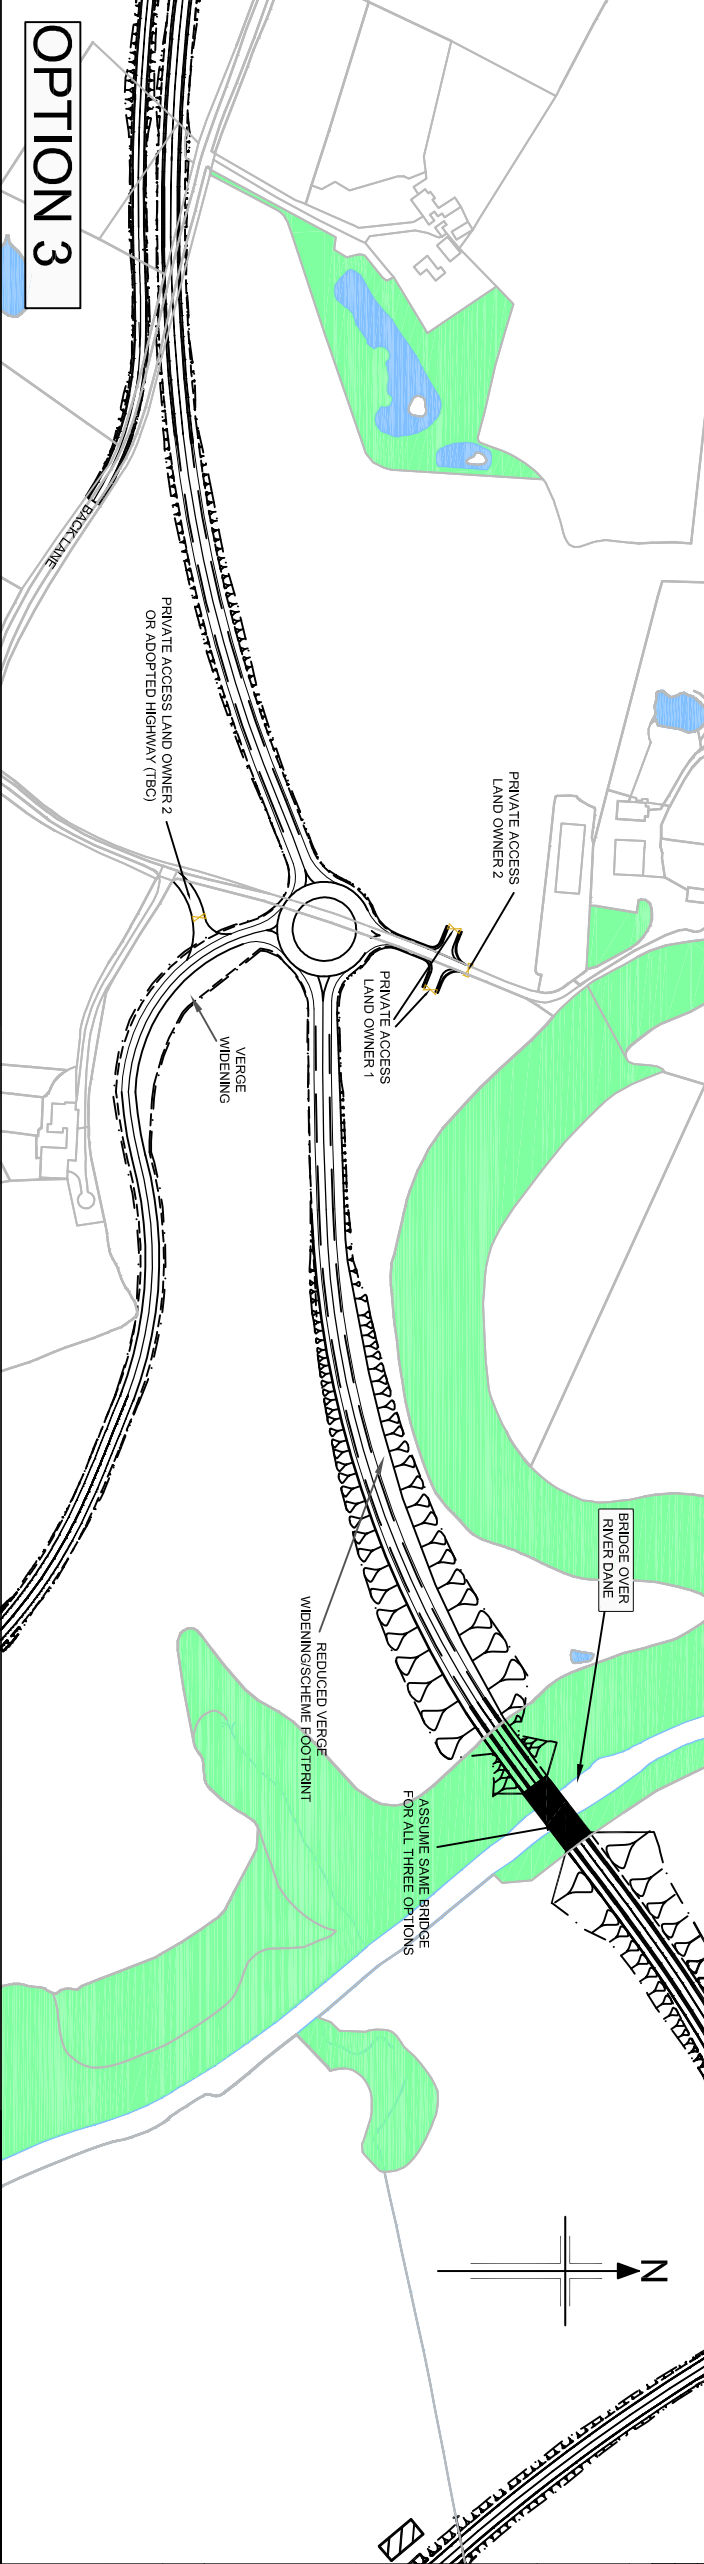 OPTION 3
BACK LANE
PRIVATE ACCESS LAND OWNER 2
OR ADOPTED HIGHWAY (TBC)
PRIVATE ACCESS
LAND OWNER 2
PRIVATE ACCESS
LAND OWNER 1
VERGE
WIDENING
BRIDGE OVER
RIVER DANE
REDUCED VERGE
WIDENING/SCHEME FOOTPRINT
ASSUME SAME BRIDGE
FOR ALL THREE OPTIONS
N